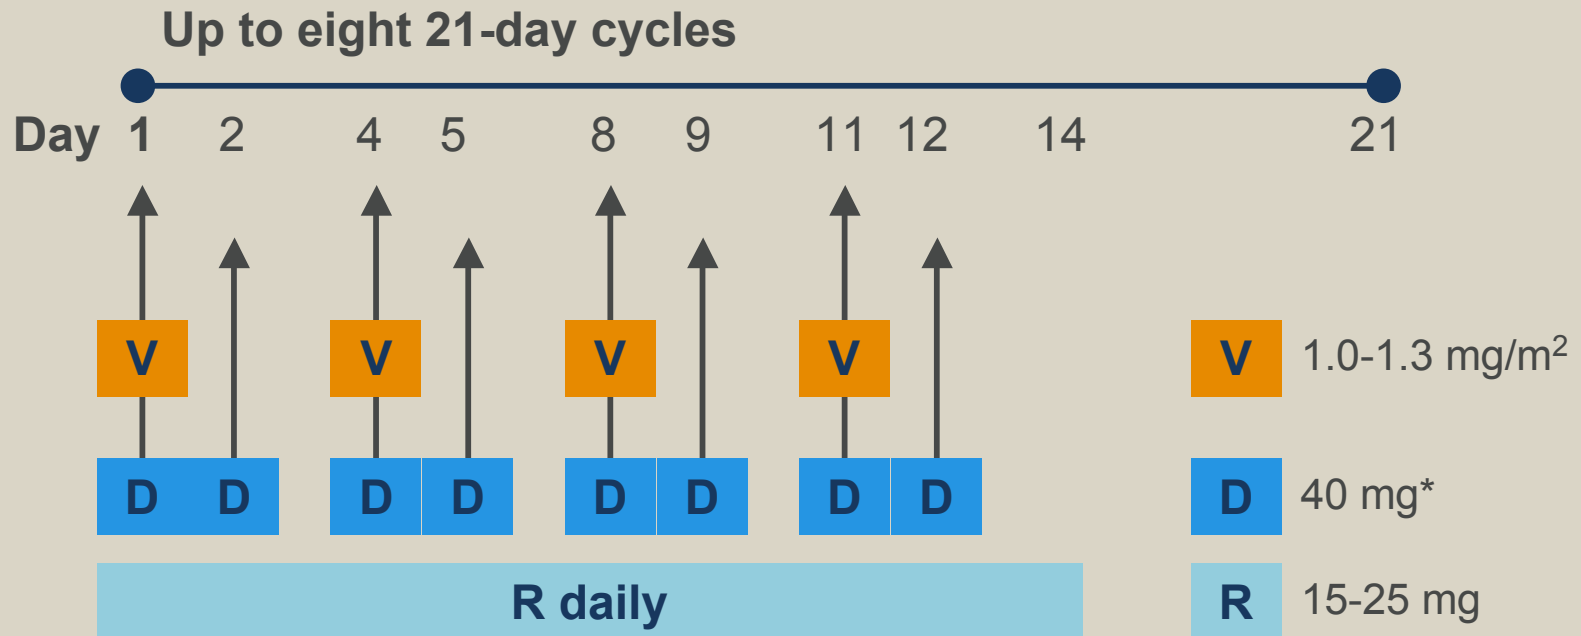 Up to eight 21-day cycles
Day 1 2 4 5 8 9 11 12 14 21
V V V V V 1.0-1.3 mg/m²
D D D D D D D D D 40 mg*
R daily R 15-25 mg